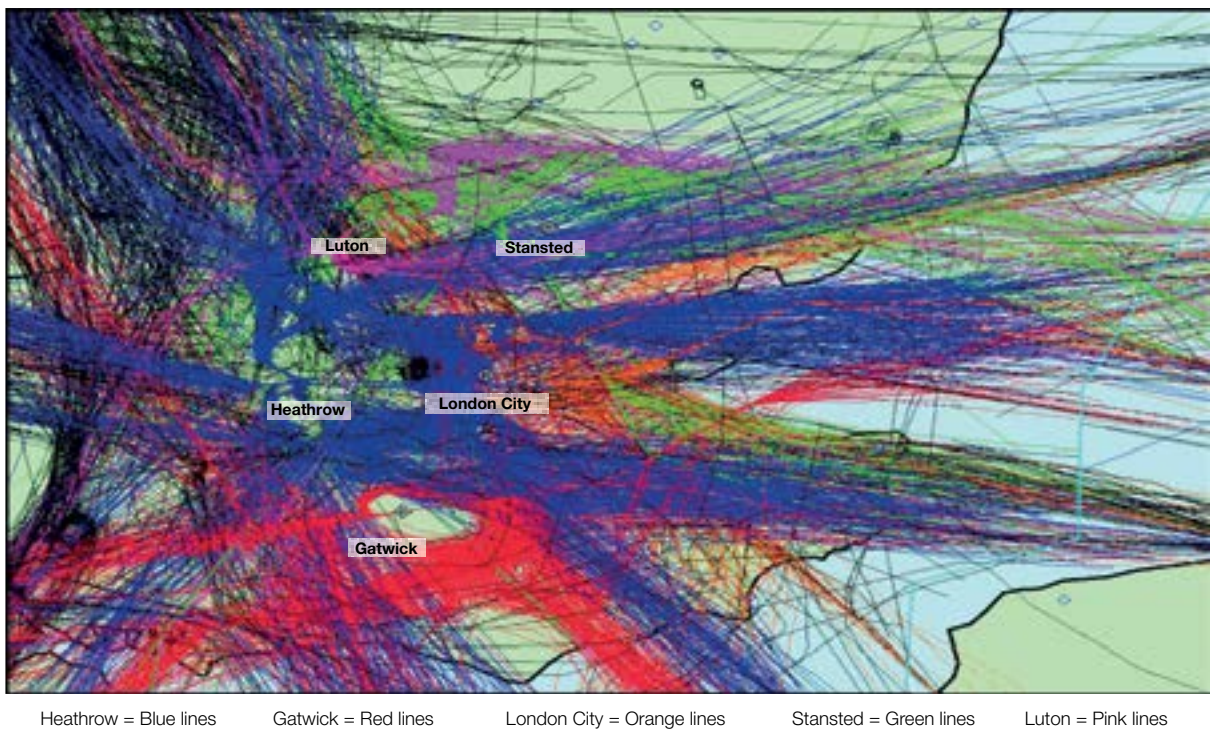 Luton
Stansted
Heathrow
London City
Gatwick
Heathrow = Blue lines Gatwick = Red lines London City = Orange lines Stansted = Green lines Luton = Pink lines